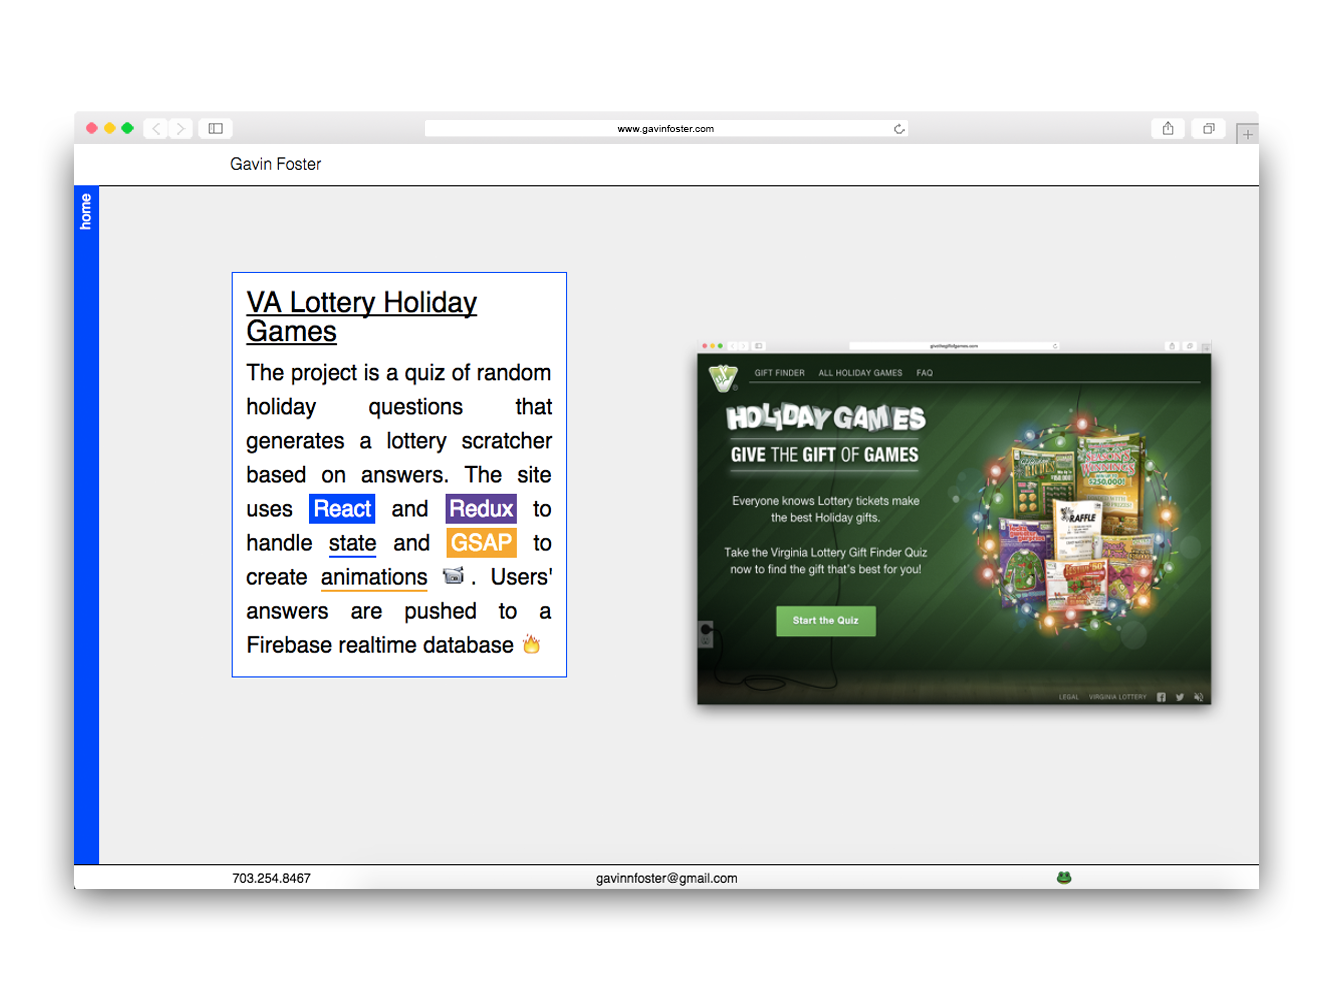 www.gavinfoster.com
Gavin Foster
home
VA Lottery Holiday
Games
The project is a quiz of random
holiday questions that
generates a lottery scratcher
based on answers. The site
uses React and Redux to
handle state and GSAP to
create animations 📹 . Users'
answers are pushed to a
Firebase realtime database 🔥
GIFT FINDER ALL HOLIDAY GAMES FAQ
HOLIDAY GAMES
GIVE THE GIFT OF GAMES
Everyone knows Lottery tickets make
the best Holiday gifts.
Take the Virginia Lottery Gift Finder Quiz
now to find the gift that's best for you!
Start the Quiz
SEASON'S
WINNINGS
$250,000!
RAFFLE
LEGAL VIRGINIA LOTTERY
703.254.8467
gavinnfoster@gmail.com